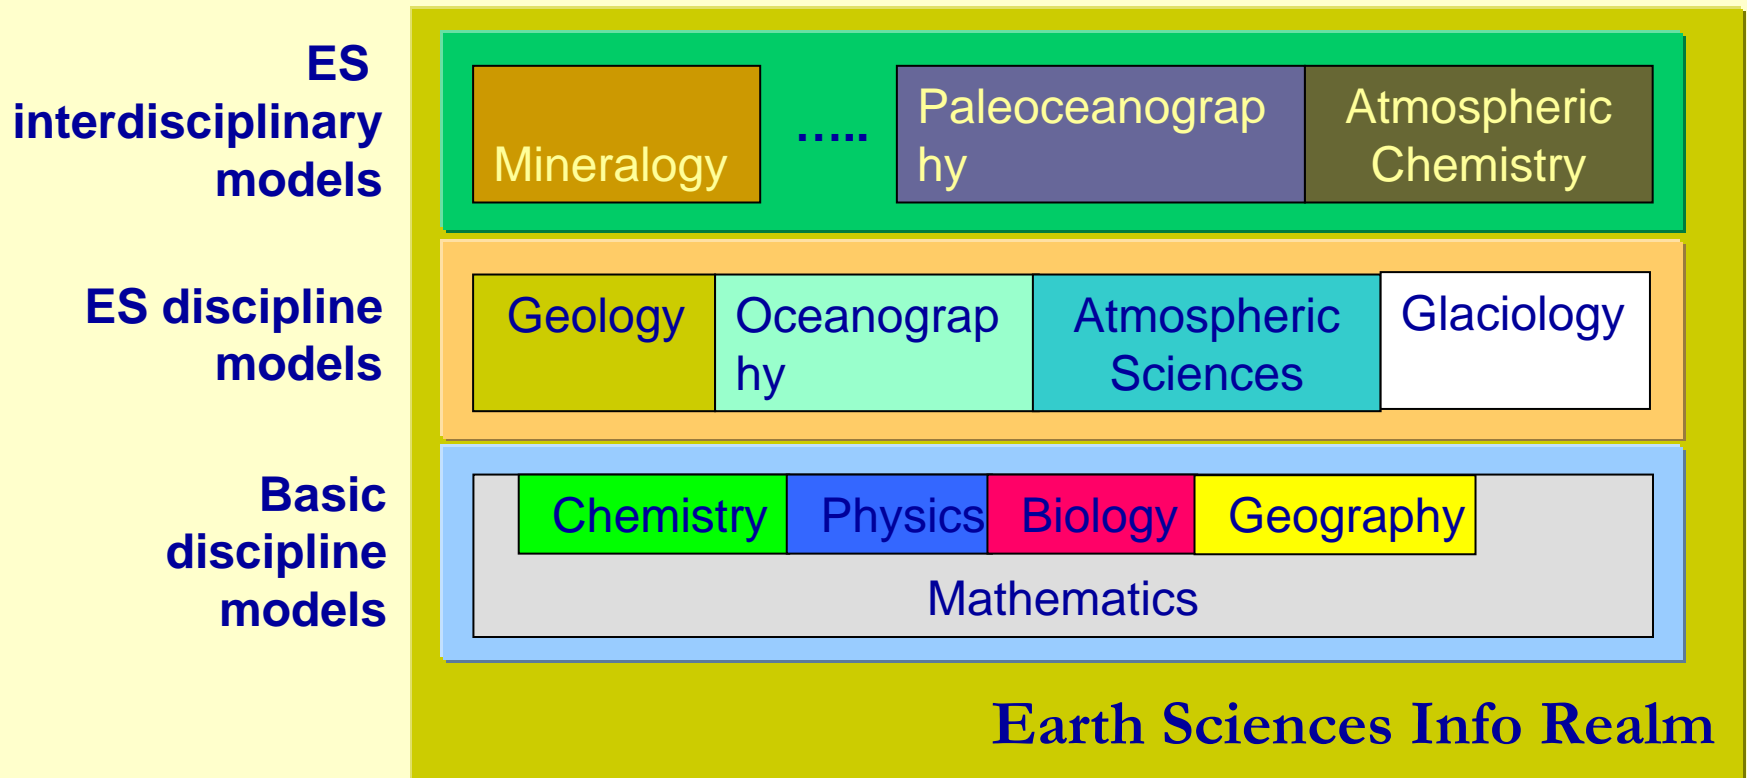 ES
interdisciplinary
models
Mineralogy
.....
Paleoceanograp
hy
Atmospheric
Chemistry
ES discipline
models
Geology
Oceanograp
hy
Atmospheric
Sciences
Glaciology
Basic
discipline
models
Chemistry
Physics
Biology
Geography
Mathematics
Earth Sciences Info Realm